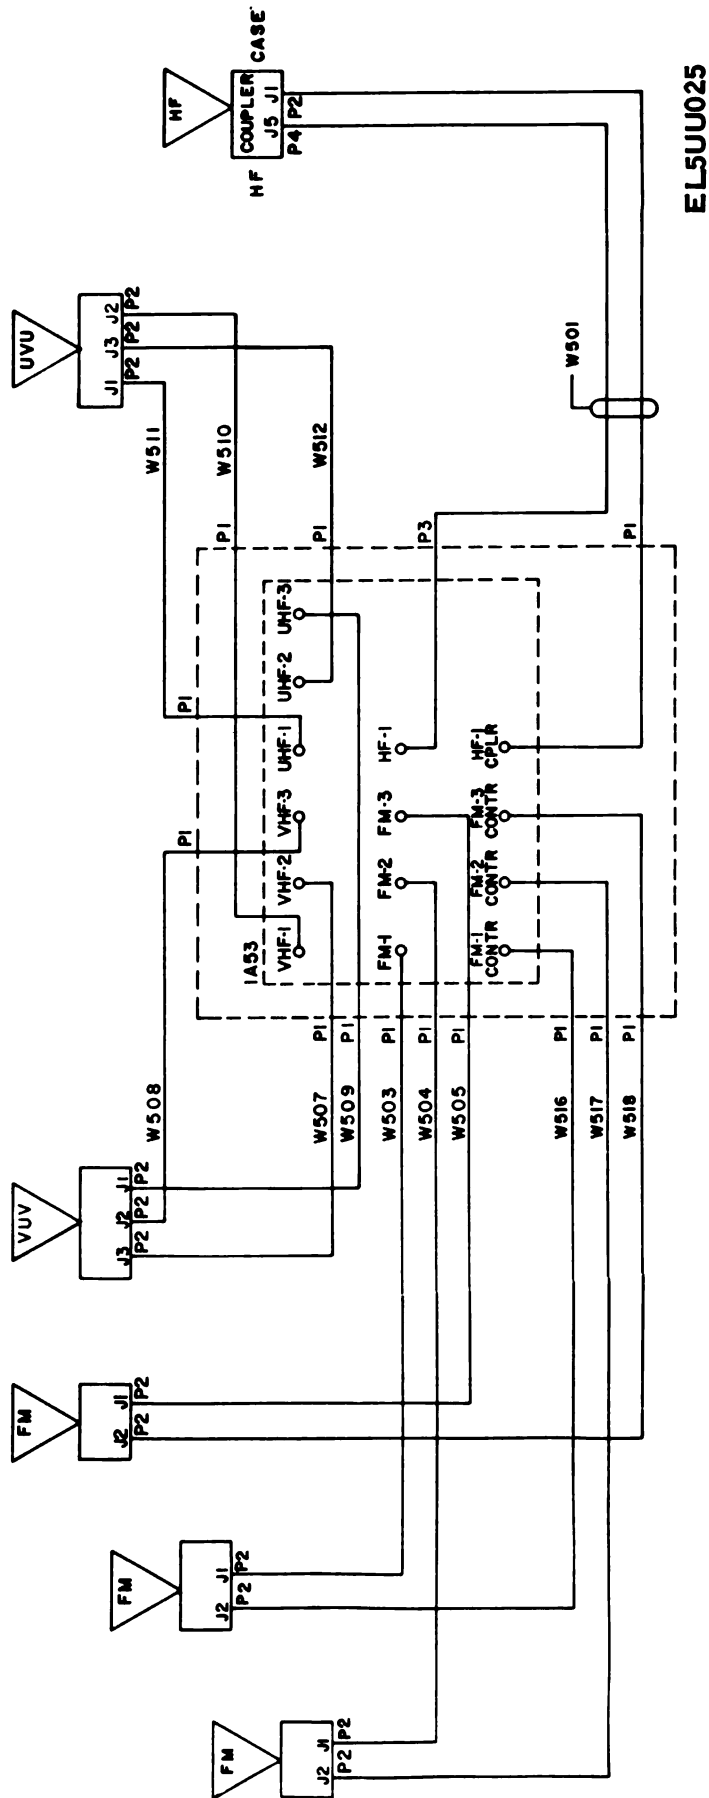 HF
CASE
COUPLER
HF
J5 J1
P4 P2
UVU
J1 J3 J2
P2 P2 P2
W511
W510
W512
W501
P1
P1
P3
P1
P1
P1
1A53
VHF-1 VHF-2 VHF-3 UHF-1 UHF-2 UHF-3
FM-1 FM-2 FM-3 HF-1
FM-1 CONTR
FM-2 CONTR
FM-3 CONTR
HF-1 CPLR
P1
P1
P1
P1
P1
P1
P1
P1
W508
W507
W509
W503
W504
W505
W516
W517
W518
VUV
J3 J2 J1
P2 P2 P2
FM
J2 J1
P2 P2
FM
J2 J1
P2 P2
FM
J2 J1
P2 P2
EL5UU025